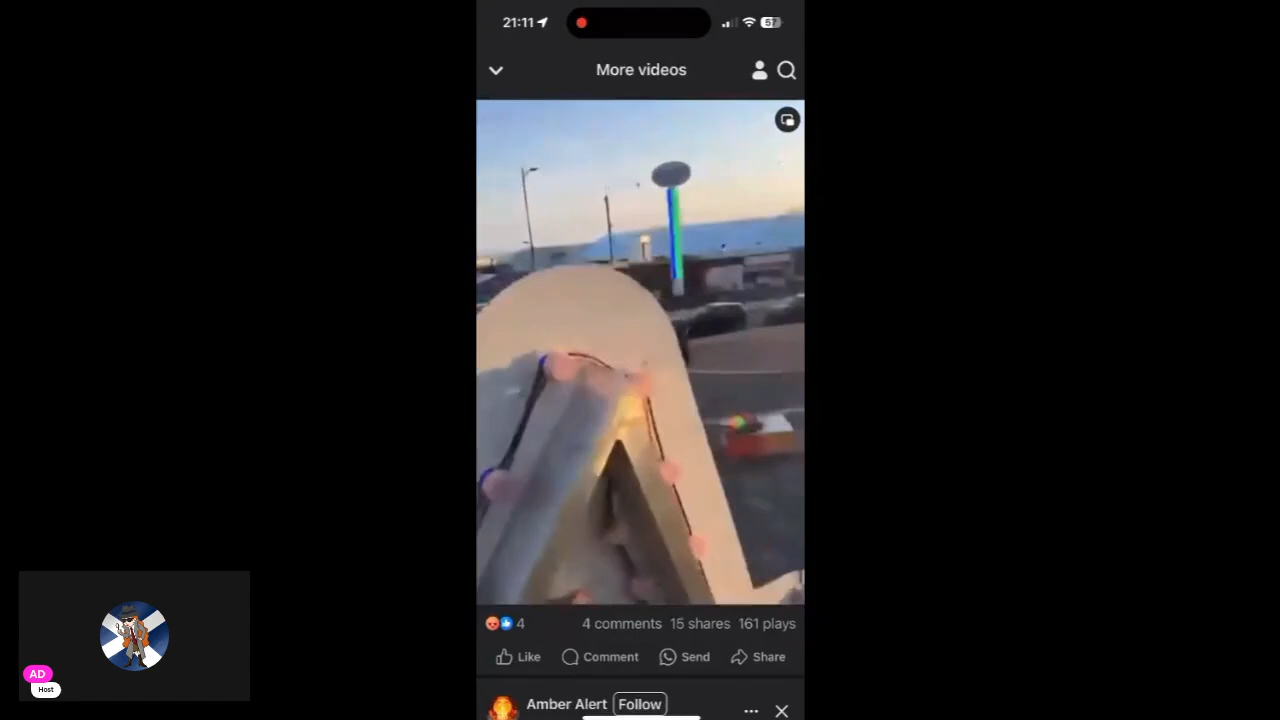 21:11
57
More videos
4
4 comments 15 shares 161 plays
Like Comment Send Share
Amber Alert Follow
AD
Host